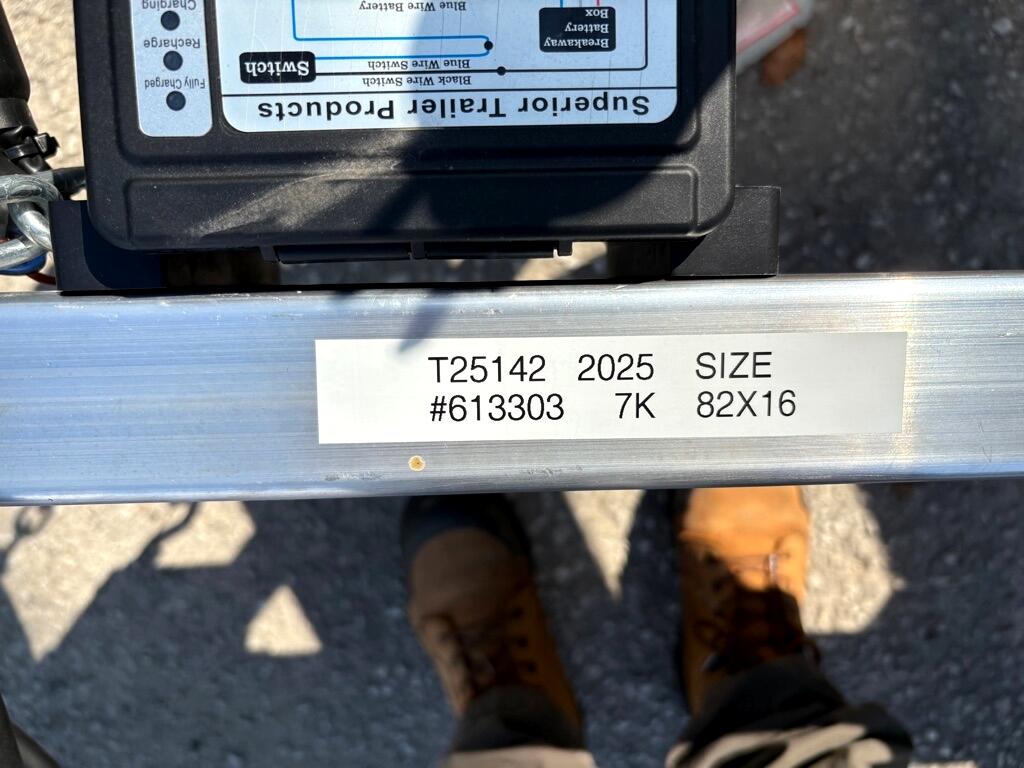 Superior Trailer Products
Black Wire Switch
Switch
Blue Wire Switch
Blue Wire Battery
Breakaway
Battery
Box
Fully Charged
Recharge
Charging
T25142 2025 SIZE
#613303 7K 82X16